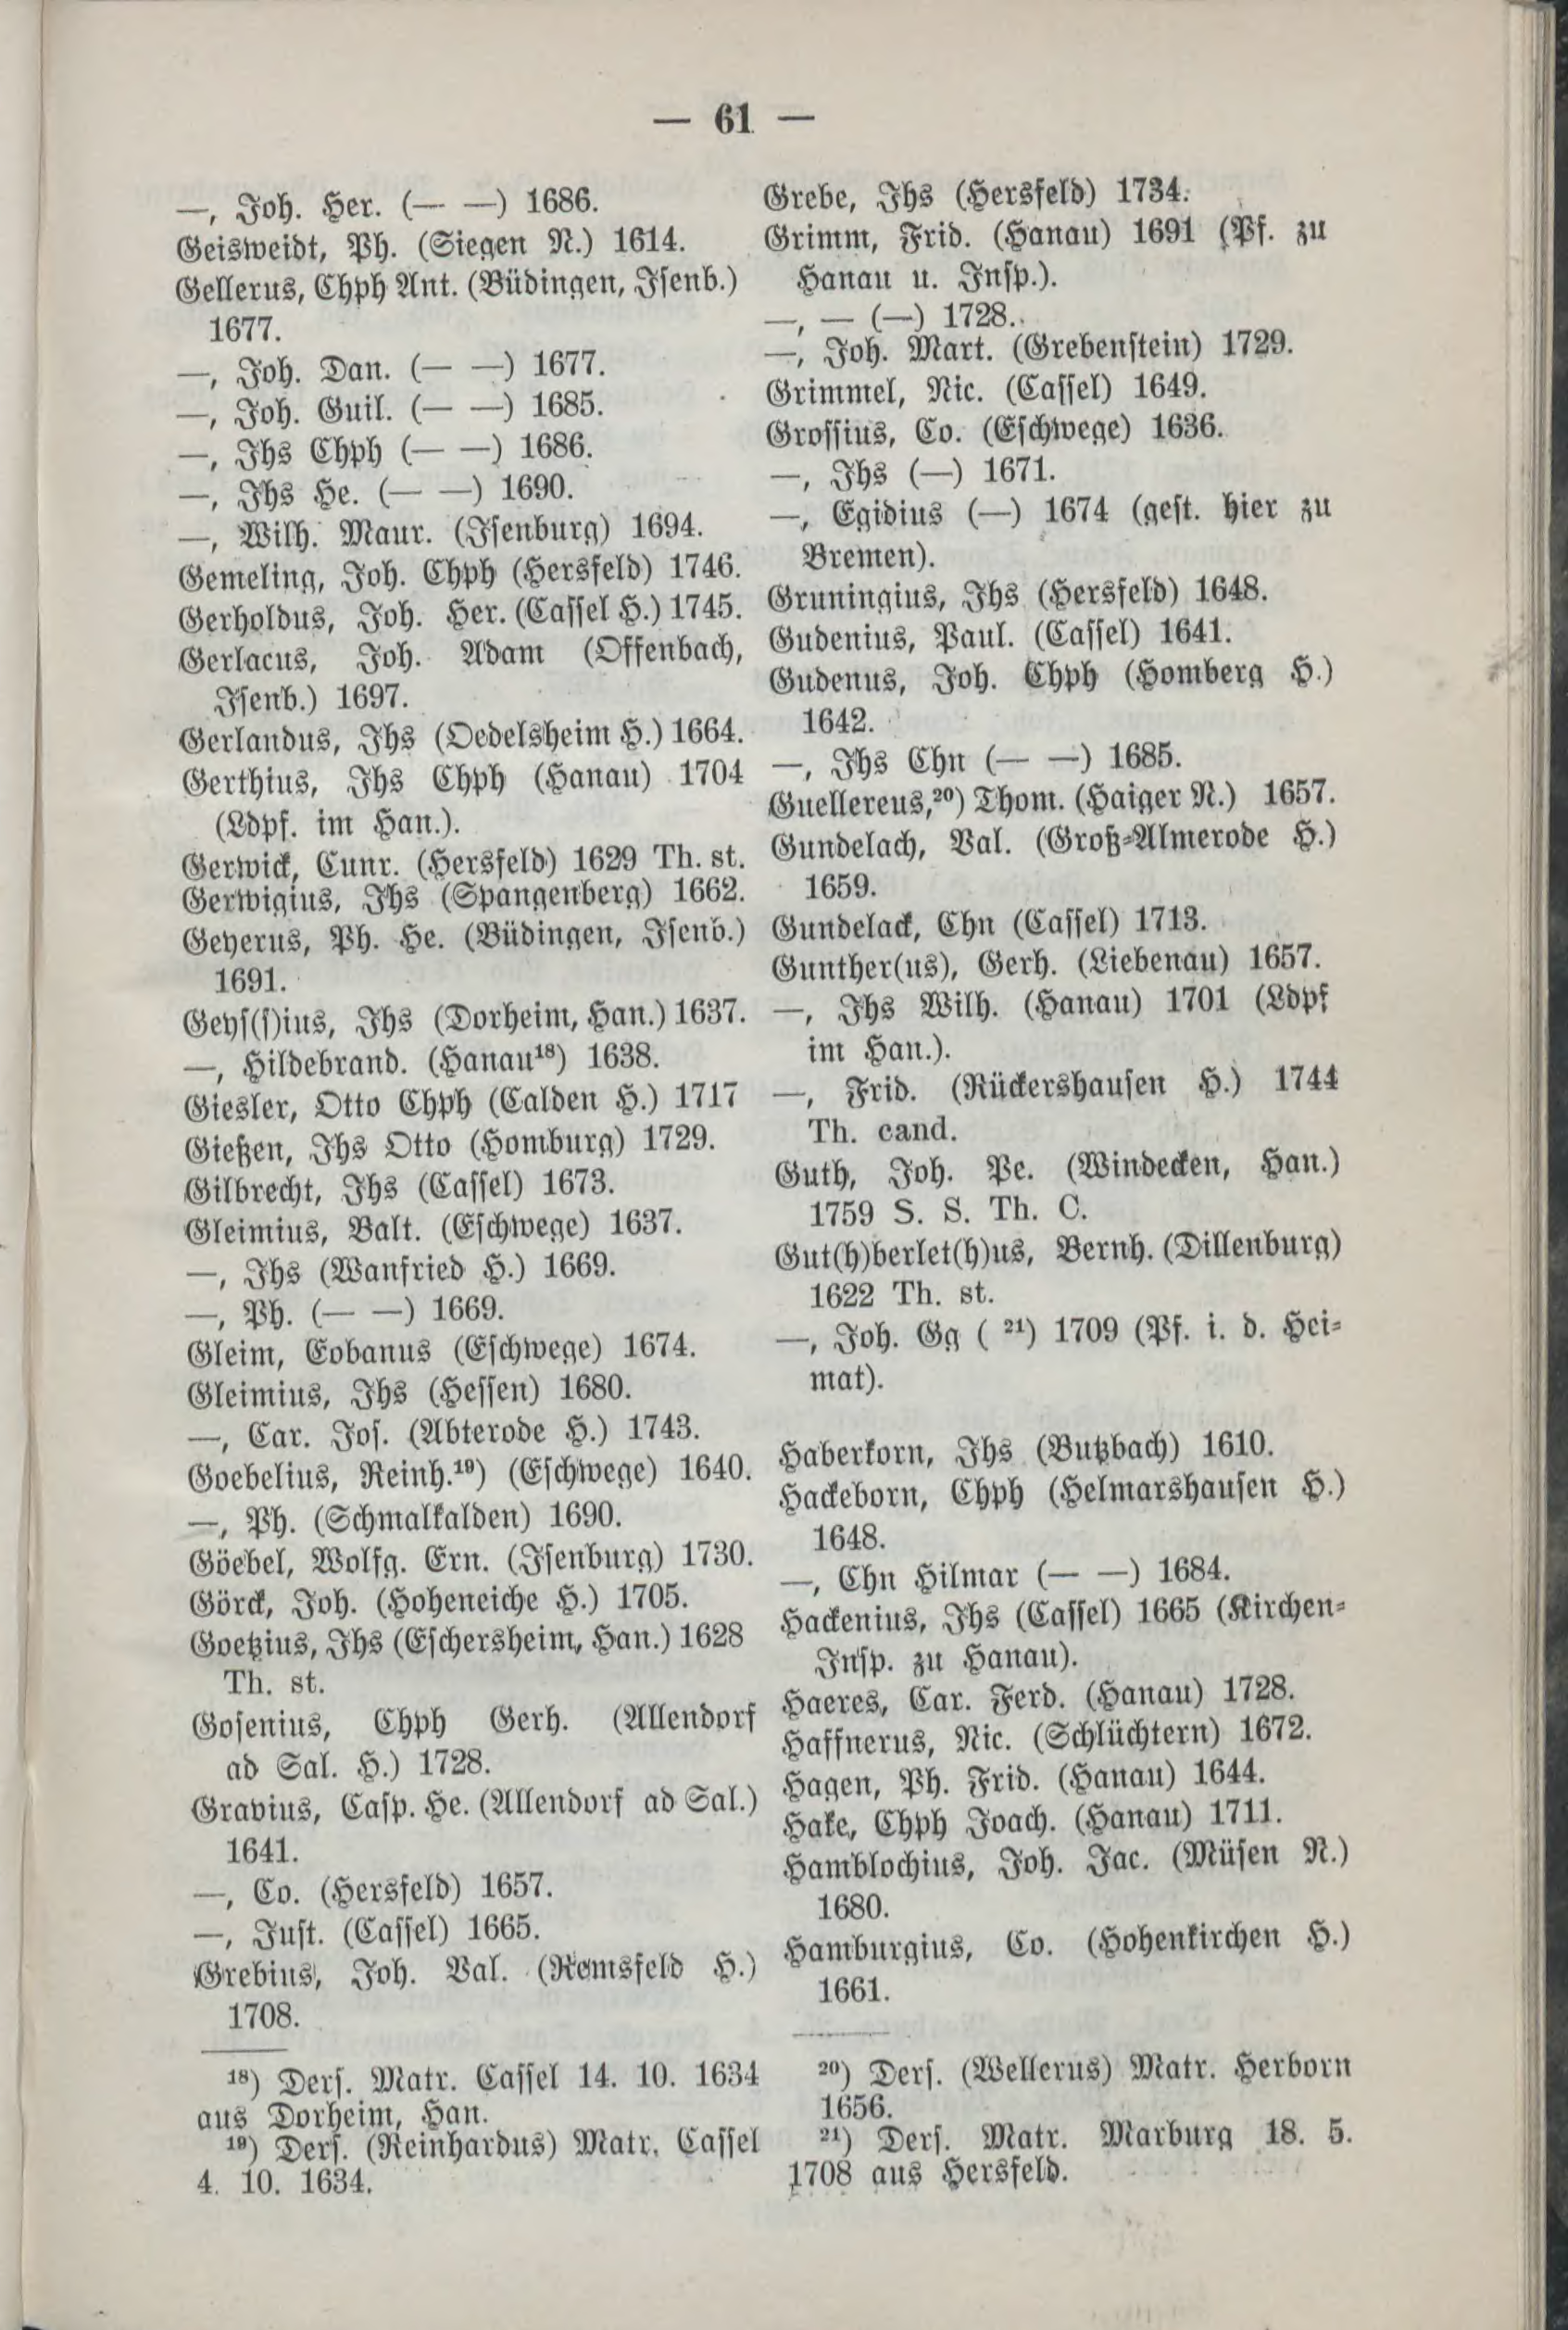 — 61 —
—, Joh. Her. (— —) 1686.
Geisweidt, Ph. (Siegen N.) 1614.
Gellerus, Chph Ant. (Büdingen, Isenb.)
1677.
—, Joh. Dan. (— —) 1677.
—, Joh. Guil. (— —) 1685.
—, Jhs Chph (— —) 1686.
—, Jhs He. (— —) 1690.
—, Wilh. Maur. (Isenburg) 1694.
Gemeling, Joh. Chph (Hersfeld) 1746.
Gerholdus, Joh. Her. (Cassel H.) 1745.
Gerlacus, Joh. Adam (Offenbach,
Isenb.) 1697.
Gerlandus, Jhs (Oedelsheim H.) 1664.
Gerthius, Jhs Chph (Hanau) 1704
(Ldpf. im Han.).
Gerwick, Cunr. (Hersfeld) 1629 Th. st.
Gerwigius, Jhs (Spangenberg) 1662.
Geyerus, Ph. He. (Büdingen, Isenb.)
1691.
Geys(s)ius, Jhs (Dorheim, Han.) 1637.
—, Hildebrand. (Hanau¹⁸) 1638.
Giesler, Otto Chph (Calden H.) 1717
Gießen, Jhs Otto (Homburg) 1729.
Gilbrecht, Jhs (Cassel) 1673.
Gleimius, Balt. (Eschwege) 1637.
—, Jhs (Wanfried H.) 1669.
—, Ph. (— —) 1669.
Gleim, Eobanus (Eschwege) 1674.
Gleimius, Jhs (Hessen) 1680.
—, Car. Jos. (Abterode H.) 1743.
Goebelius, Reinh.¹⁹) (Eschwege) 1640.
—, Ph. (Schmalkalden) 1690.
Göebel, Wolfg. Ern. (Isenburg) 1730.
Görck, Joh. (Hoheneiche H.) 1705.
Goetzius, Jhs (Eschersheim, Han.) 1628
Th. st.
Gosenius, Chph Gerh. (Allendorf
ad Sal. H.) 1728.
Gravius, Casp. He. (Allendorf ad Sal.)
1641.
—, Co. (Hersfeld) 1657.
—, Just. (Cassel) 1665.
Grebius, Joh. Val. (Remsfeld H.)
1708.
¹⁸) Ders. Matr. Cassel 14. 10. 1634
aus Dorheim, Han.
¹⁹) Ders. (Reinhardus) Matr. Cassel
4. 10. 1634.
Grebe, Jhs (Hersfeld) 1734.
Grimm, Frid. (Hanau) 1691 (Pf. zu
Hanau u. Insp.).
—, — (—) 1728.
—, Joh. Mart. (Grebenstein) 1729.
Grimmel, Nic. (Cassel) 1649.
Grossius, Co. (Eschwege) 1636.
—, Jhs (—) 1671.
—, Egidius (—) 1674 (gest. hier zu
Bremen).
Gruningius, Jhs (Hersfeld) 1648.
Gudenius, Paul. (Cassel) 1641.
Gudenus, Joh. Chph (Homberg H.)
1642.
—, Jhs Chn (— —) 1685.
Guellereus,²⁰) Thom. (Haiger N.) 1657.
Gundelach, Val. (Groß-Almerode H.)
1659.
Gundelack, Chn (Cassel) 1713.
Gunther(us), Gerh. (Liebenau) 1657.
—, Jhs Wilh. (Hanau) 1701 (Ldpf
im Han.).
—, Frid. (Rückershausen H.) 1744
Th. cand.
Guth, Joh. Pe. (Windecken, Han.)
1759 S. S. Th. C.
Gut(h)berlet(h)us, Bernh. (Dillenburg)
1622 Th. st.
—, Joh. Gg ( ²¹) 1709 (Pf. i. d. Hei-
mat).
Haberkorn, Jhs (Butzbach) 1610.
Hackeborn, Chph (Helmarshausen H.)
1648.
—, Chn Hilmar (— —) 1684.
Hackenius, Jhs (Cassel) 1665 (Kirchen-
Insp. zu Hanau).
Haeres, Car. Ferd. (Hanau) 1728.
Haffnerus, Nic. (Schlüchtern) 1672.
Hagen, Ph. Frid. (Hanau) 1644.
Hake, Chph Joach. (Hanau) 1711.
Hamblochius, Joh. Jac. (Müsen N.)
1680.
Hamburgius, Co. (Hohenkirchen H.)
1661.
²⁰) Ders. (Wellerus) Matr. Herborn
1656.
²¹) Ders. Matr. Marburg 18. 5.
1708 aus Hersfeld.